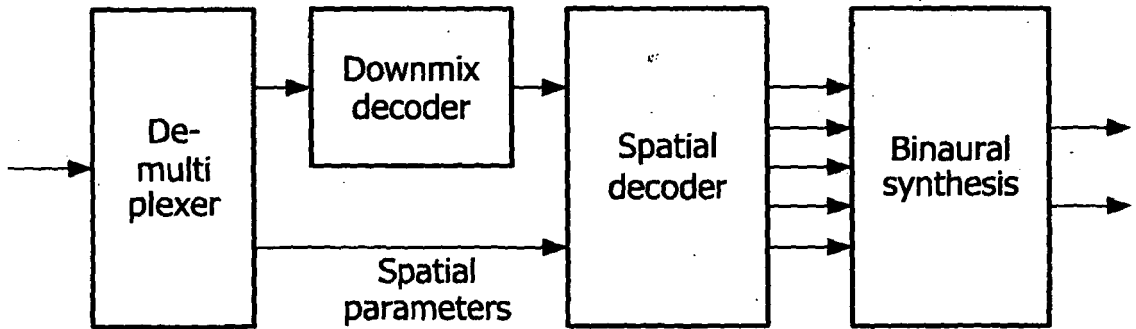 De-
multi
plexer
Downmix
decoder
Spatial
parameters
Spatial
decoder
Binaural
synthesis